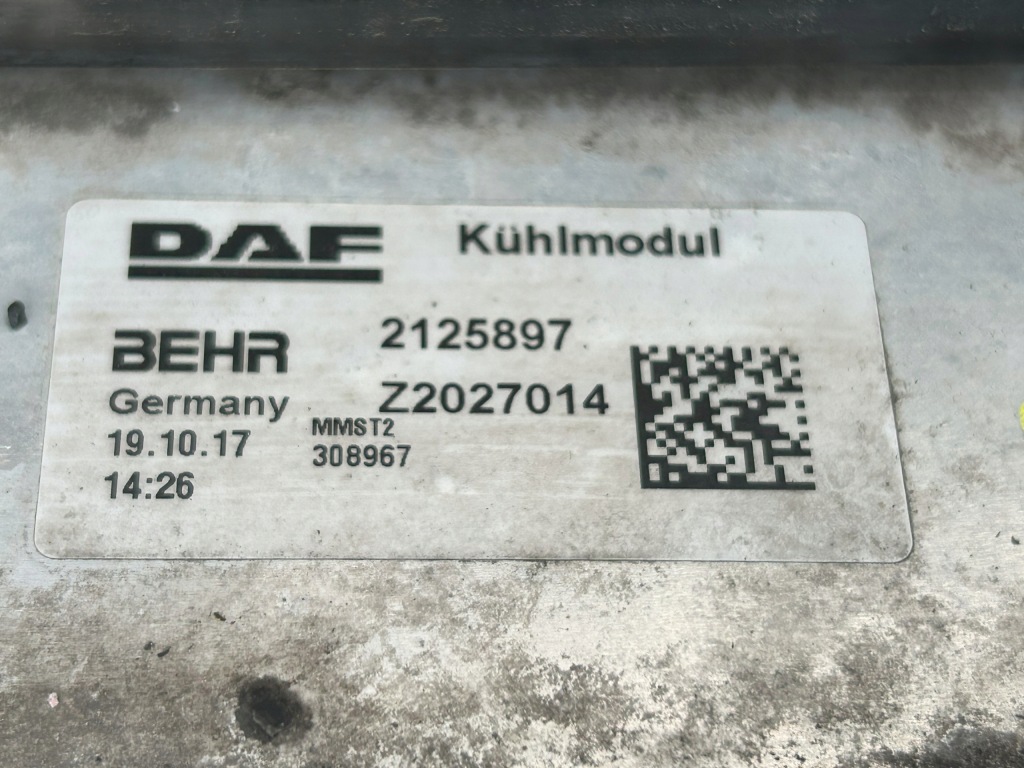 DAF Kühlmodul
BEHR 2125897
Germany Z2027014
19.10.17 MMST2
14:26 308967